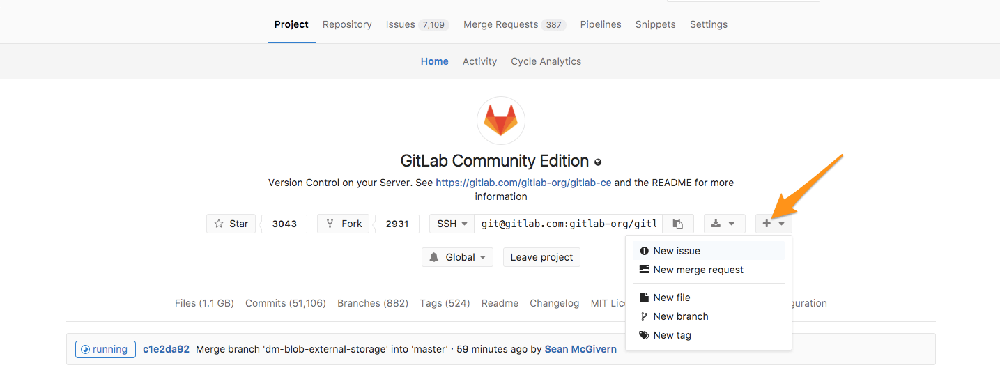 Project Repository Issues 7,109 Merge Requests 387 Pipelines Snippets Settings
Home Activity Cycle Analytics
GitLab Community Edition
Version Control on your Server. See https://gitlab.com/gitlab-org/gitlab-ce and the README for more
information
Star 3043 Fork 2931 SSH git@gitlab.com:gitlab-org/gitl
Global Leave project
New issue
New merge request
New file
New branch
New tag
Files (1.1 GB) Commits (51,106) Branches (882) Tags (524) Readme Changelog MIT
running c1e2da92 Merge branch 'dm-blob-external-storage' into 'master' · 59 minutes ago by Sean McGivern